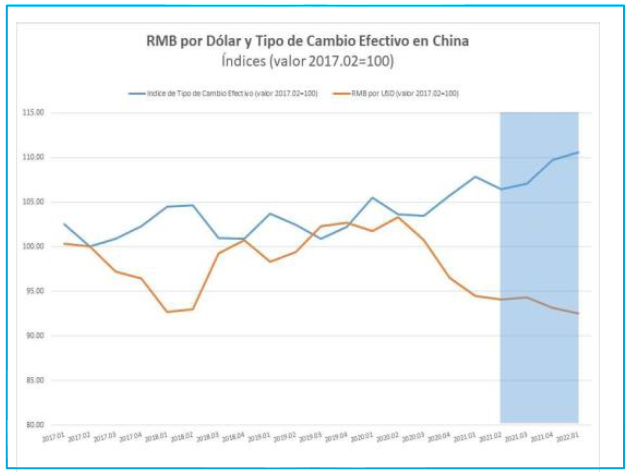 RMB por Dólar y Tipo de Cambio Efectivo en China
Índices (valor 2017.02=100)
Indice de Tipo de Cambio Efectivo (valor 2017.02=100)
RMB por USD (valor 2017.02=100)
115.00
110.00
105.00
100.00
95.00
90.00
85.00
80.00
2017.01 2017.02 2017.03 2017.04 2018.01 2018.02 2018.03 2018.04 2019.01 2019.02 2019.03 2019.04 2020.01 2020.02 2020.03 2020.04 2021.01 2021.02 2021.03 2021.04 2022.01